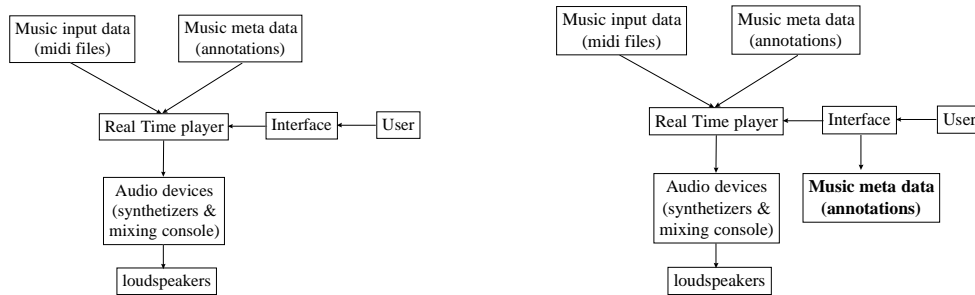 Music input data
(midi files)
Music meta data
(annotations)
Real Time player
Interface
User
Audio devices
(synthetizers &
mixing console)
loudspeakers
Music input data
(midi files)
Music meta data
(annotations)
Real Time player
Interface
User
Audio devices
(synthetizers &
mixing console)
Music meta data
(annotations)
loudspeakers